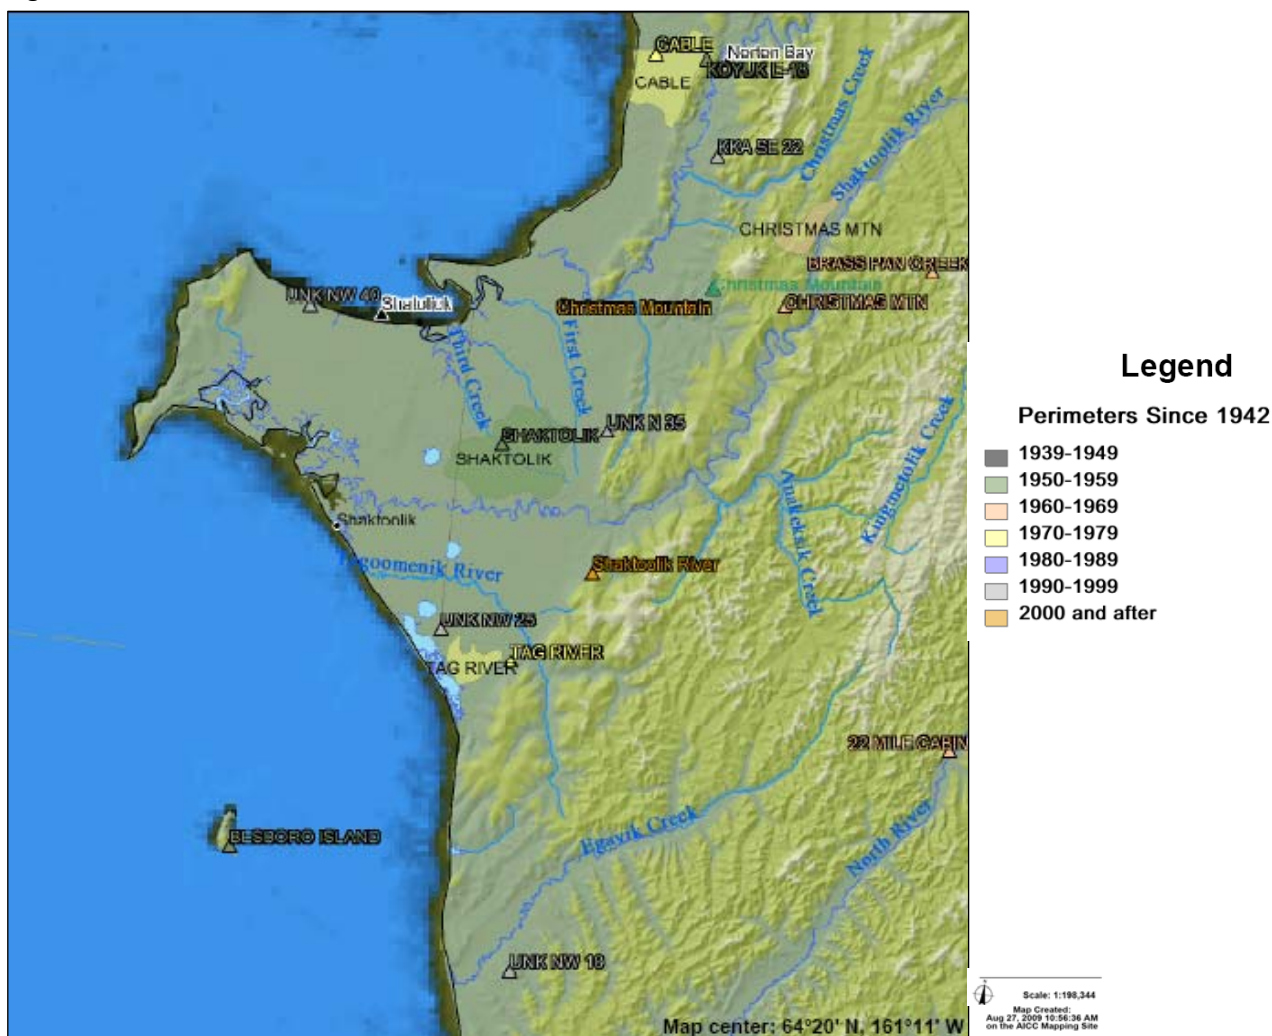 CABLE
Norton Bay
KOYUK E-18
CABLE
Christmas Creek
Shaktoolik River
KKA SE 22
CHRISTMAS MTN
BRASS PAN CREEK
Christmas Mountain
UNK NW 40
Shatolick
Christmas Mountain
CHRISTMAS MTN
Third Creek
First Creek
Legend
Perimeters Since 1942
1939-1949
1950-1959
1960-1969
1970-1979
1980-1989
1990-1999
2000 and after
SHAKTOLIK
UNK N 35
SHAKTOLIK
Kingmetolik Creek
Anakeksik Creek
Shaktoolik
Shaktoolik River
River
UNK NW 25
TAG RIVER
TAG RIVER
22 MILE CABIN
BESBORO ISLAND
Egavik Creek
North River
UNK NW 18
Map center: 64°20' N, 161°11' W
Scale: 1:198,344
Map Created:
Aug 27, 2009 10:56:36 AM
on the AICC Mapping Site